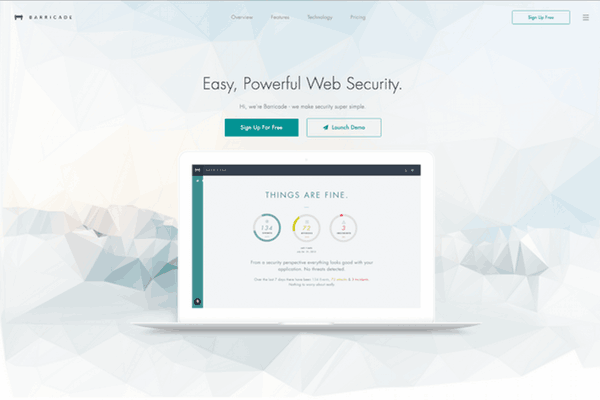 BARRICADE
Overview Features Technology Pricing
Sign Up Free
Easy, Powerful Web Security.
Hi, we're Barricade - we make security super simple.
Sign Up For Free
Launch Demo
BARRICADE
THINGS ARE FINE.
134 72 3
From a security perspective everything looks good with your
application. No threats detected.